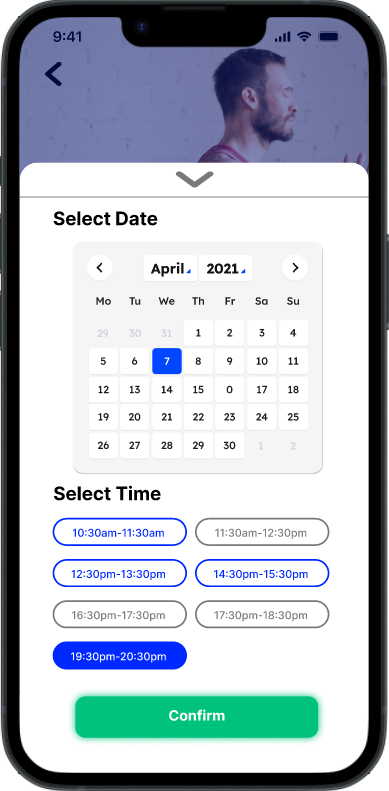 9:41
Select Date
April 2021
Mo Tu We Th Fr Sa Su
29 30 31 1 2 3 4
5 6 7 8 9 10 11
12 13 14 15 0 17 18
19 20 21 22 23 24 25
26 27 28 29 30 1 2
Select Time
10:30am-11:30am 11:30am-12:30pm
12:30pm-13:30pm 14:30pm-15:30pm
16:30pm-17:30pm 17:30pm-18:30pm
19:30pm-20:30pm
Confirm